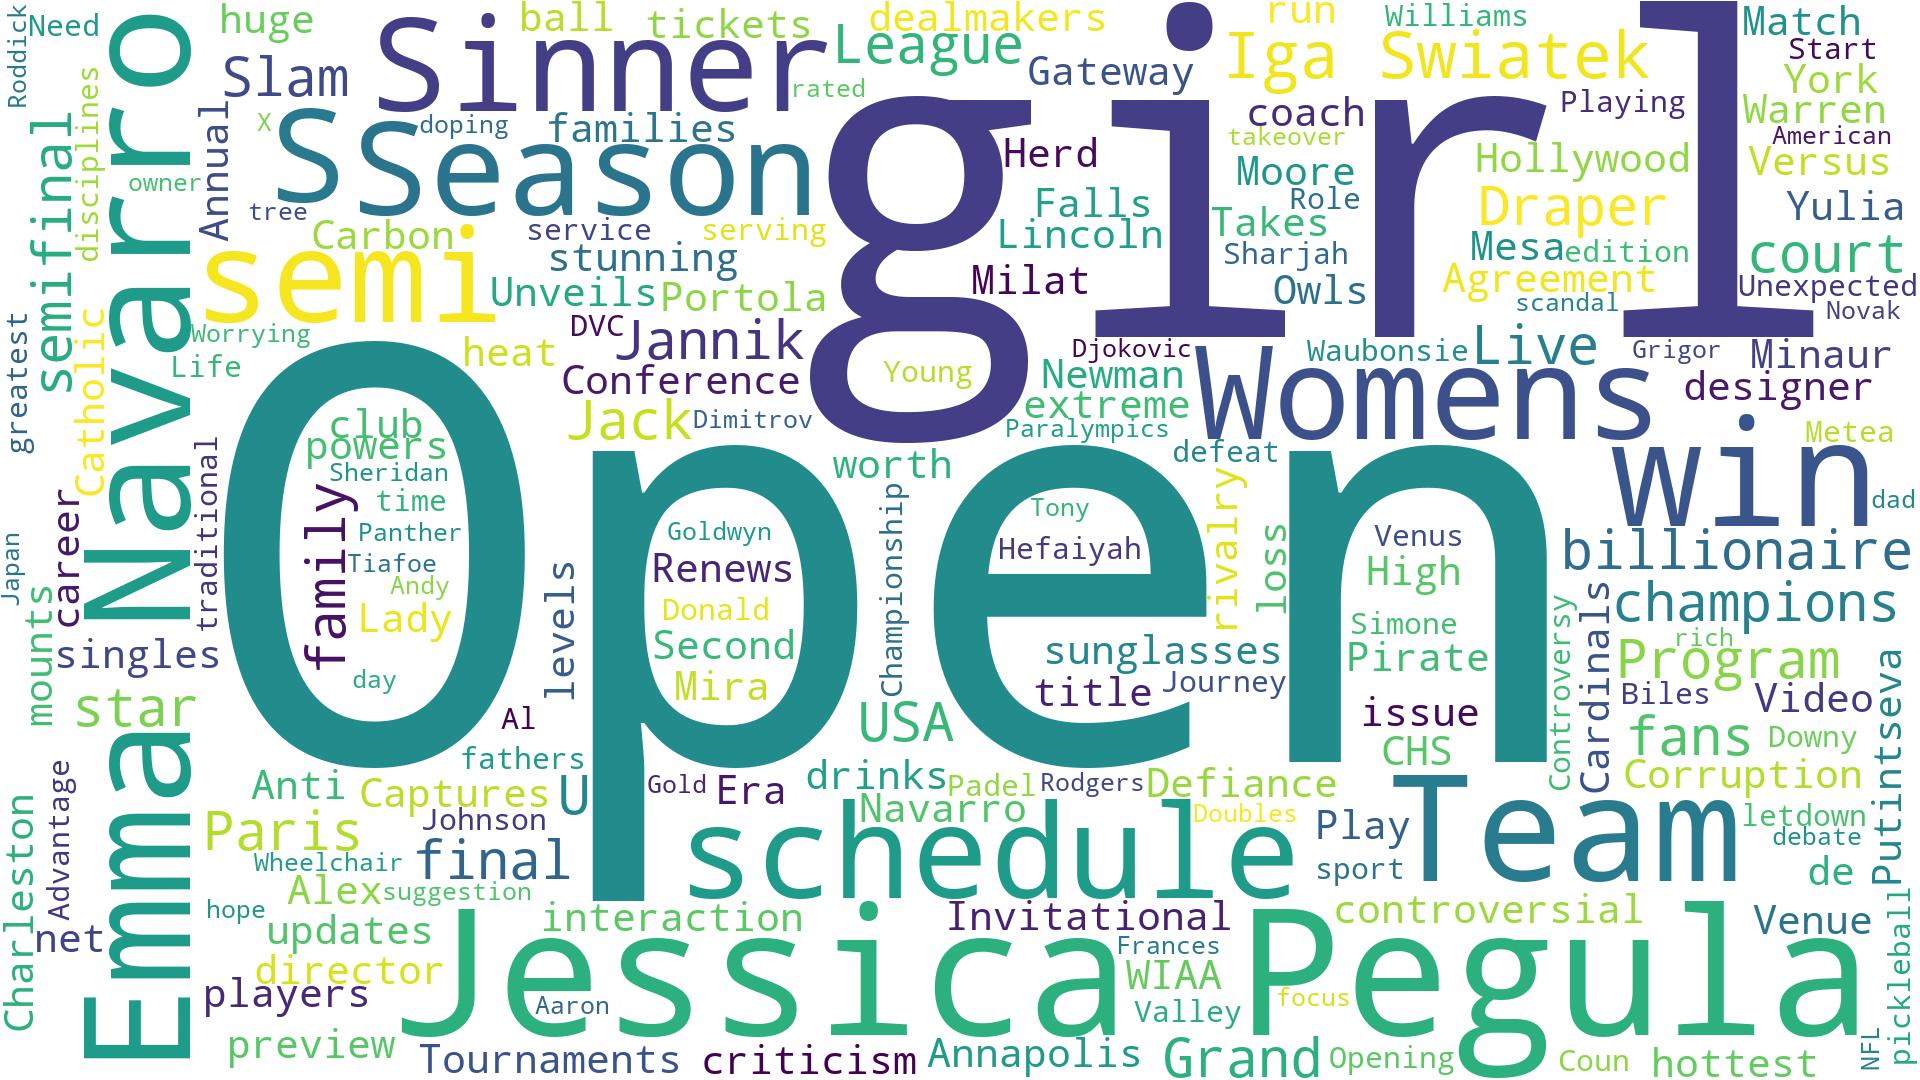 Need
huge
Sinner
ball
tickets
dealmakers
League
run
Williams
Match
Roddick
Slam
rated
Gateway
Iga
Swiatek
Start
York
disciplines
Navarro
Annual
X
S
Season
doping
families
girl
coach
Playing
Warren
American
takeover
Herd
Moore
Hollywood
Versus
semifinal
owner
tree
Carbon
service
serving
Falls
Role
Draper
Yulia
semi
stunning
Lincoln
Takes
Sharjah
Mesa
edition
court
Unveils
Portola
Milat
Owls
Agreement
Unexpected
scandal
Novak
greatest
Catholic
Worrying
Life
heat
DVC
Jannik
Djokovic
Waubonsie
Live
Grigor
Minaur
Conference
Young
Newman
Womens
designer
Jack
Dimitrov
extreme
Paralympics
Metea
club
powers
Open
worth
defeat
win
traditional
Sheridan
time
family
Panther
Tiafoe
Andy
Lady
day
Goldwyn
Renews
Donald
Second
Mira
Championship
Tony
Hefaiyah
rivalry
loss
Venus
High
Simone
Pirate
dad
billionaire
champions
Japan
career
mounts
singles
levels
sunglasses
title
Journey
issue
Controversy
Cardinals
rich
Program
Biles
Video
Putintseva
star
Al
USA
CHS
fans
Downy
Emma
fathers
Anti
Captures
U
Gold
Era
drinks
Padel
Rodgers
Defiance
Corruption
Charleston
Advantage
Paris
Johnson
Navarro
Doubles
Play
Team
letdown
debate
Wheelchair
final
schedule
sport
de
Alex
suggestion
hope
net
updates
interaction
Invitational
controversial
Venue
pickleball
director
Jessica
Pegula
Frances
WIAA
players
Aaron
Valley
focus
preview
Tournaments
criticism
Annapolis
Grand
Opening
Coun
hottest
NFL